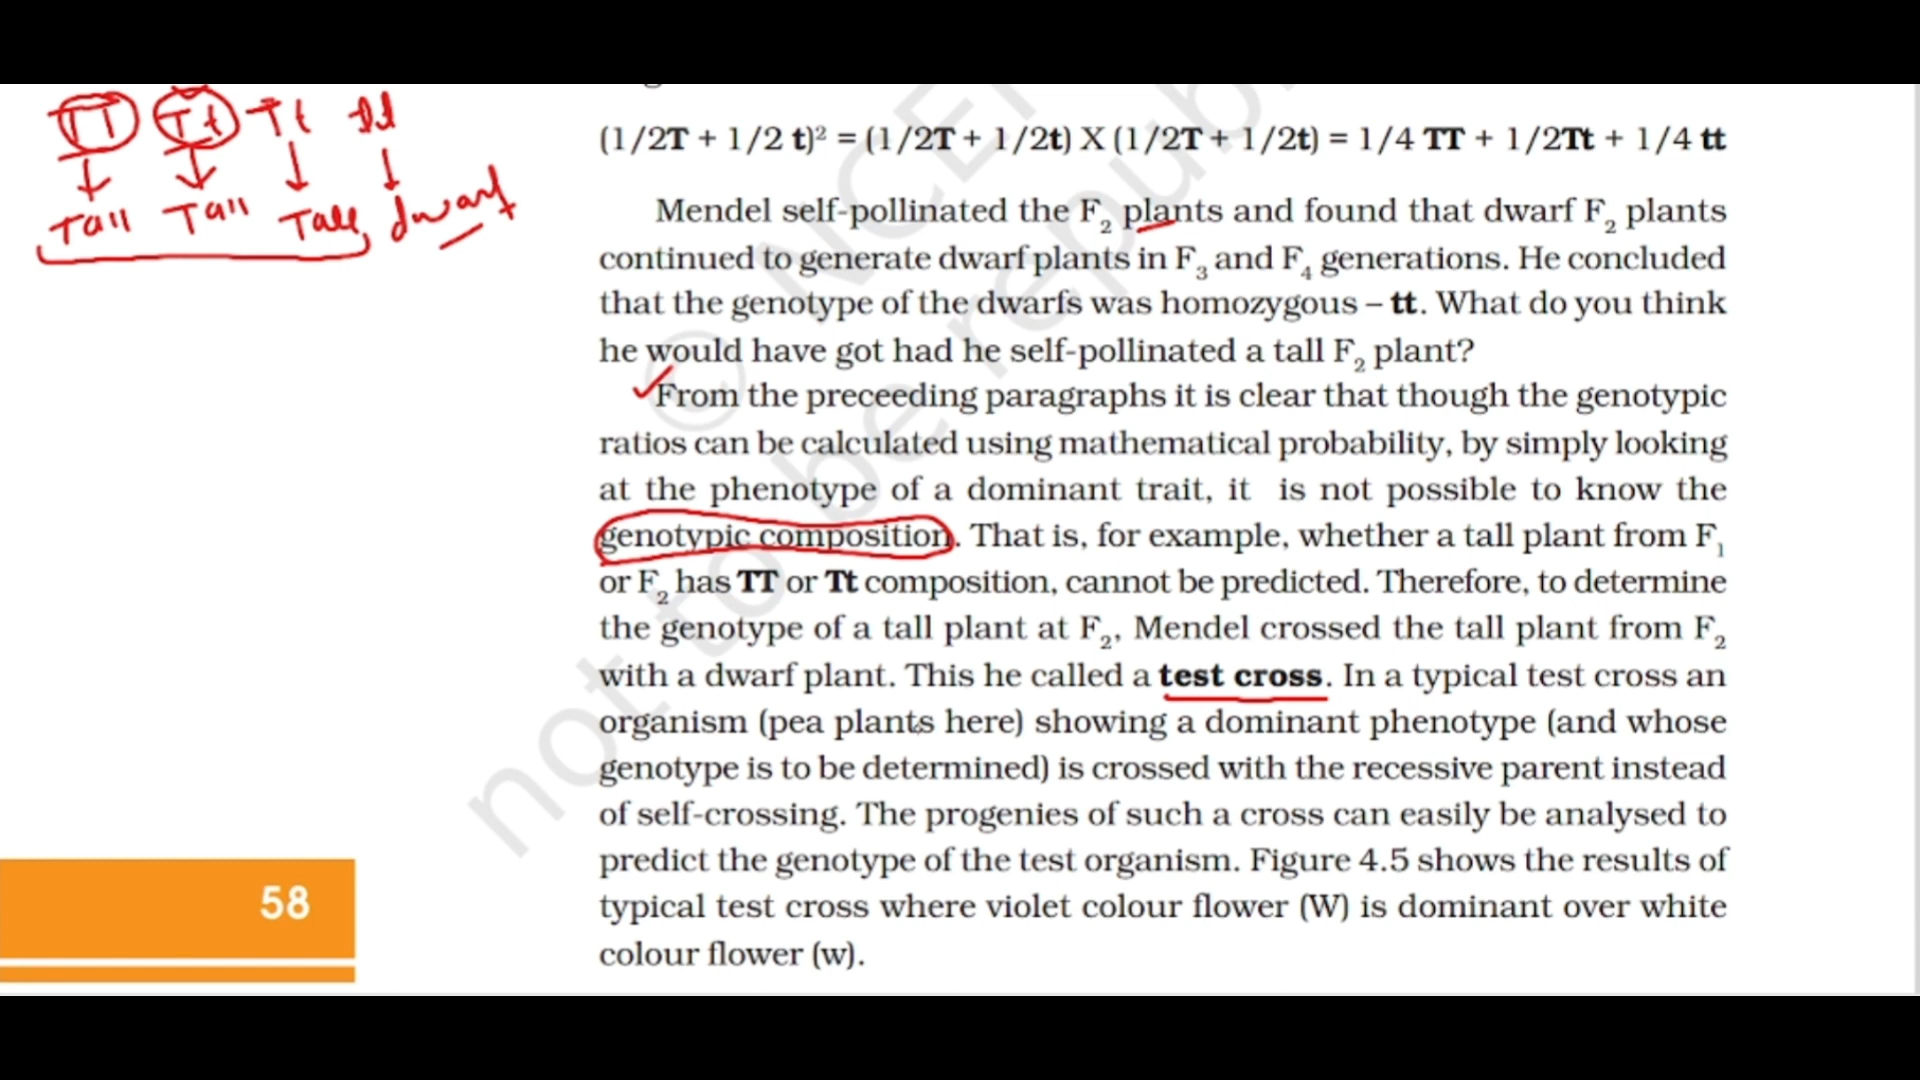 TT Tt Tt tt
Tall Tall Tall dwarf
(1/2T + 1/2 t)² = (1/2T + 1/2t) X (1/2T + 1/2t) = 1/4 TT + 1/2Tt + 1/4 tt
Mendel self-pollinated the F₂ plants and found that dwarf F₂ plants
continued to generate dwarf plants in F₃ and F₄ generations. He concluded
that the genotype of the dwarfs was homozygous – tt. What do you think
he would have got had he self-pollinated a tall F₂ plant?
From the preceeding paragraphs it is clear that though the genotypic
ratios can be calculated using mathematical probability, by simply looking
at the phenotype of a dominant trait, it is not possible to know the
genotypic composition. That is, for example, whether a tall plant from F₁
or F₂ has TT or Tt composition, cannot be predicted. Therefore, to determine
the genotype of a tall plant at F₂, Mendel crossed the tall plant from F₂
with a dwarf plant. This he called a test cross. In a typical test cross an
organism (pea plants here) showing a dominant phenotype (and whose
genotype is to be determined) is crossed with the recessive parent instead
of self-crossing. The progenies of such a cross can easily be analysed to
predict the genotype of the test organism. Figure 4.5 shows the results of
typical test cross where violet colour flower (W) is dominant over white
colour flower (w).
58
© NCE
not to be repub